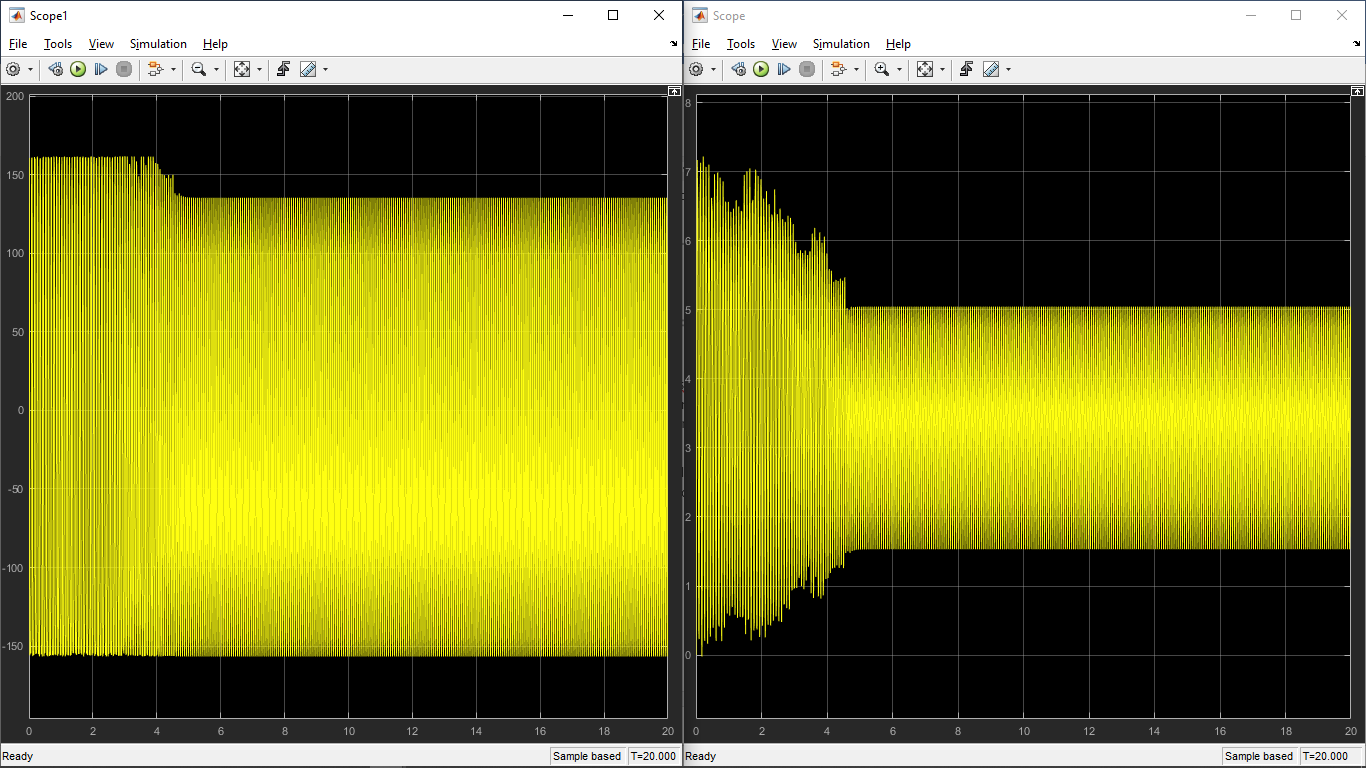 Scope1
File Tools View Simulation Help
200
150
100
50
0
-50
-100
-150
0 2 4 6 8 10 12 14 16 18 20
Ready
Sample based T=20.000
Scope
File Tools View Simulation Help
8
7
6
5
4
3
2
1
0
0 2 4 6 8 10 12 14 16 18 20
Ready
Sample based T=20.000